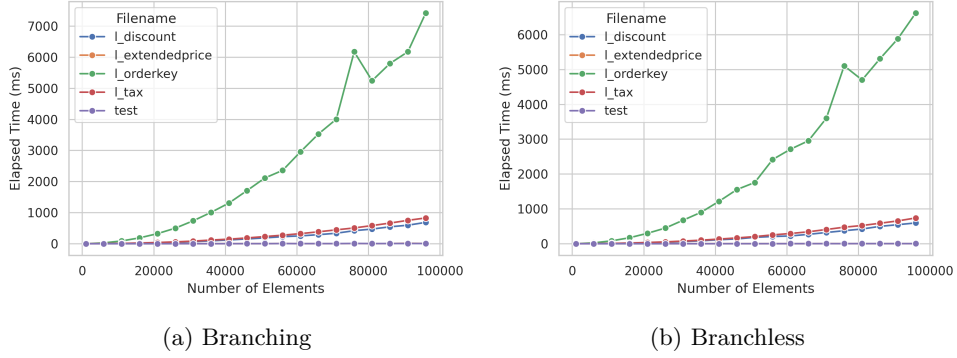 Filename
l_discount
l_extendedprice
l_orderkey
l_tax
test
7000
6000
5000
4000
3000
2000
1000
0
Elapsed Time (ms)
0 20000 40000 60000 80000 100000
Number of Elements
(a) Branching
Filename
l_discount
l_extendedprice
l_orderkey
l_tax
test
6000
5000
4000
3000
2000
1000
0
Elapsed Time (ms)
0 20000 40000 60000 80000 100000
Number of Elements
(b) Branchless